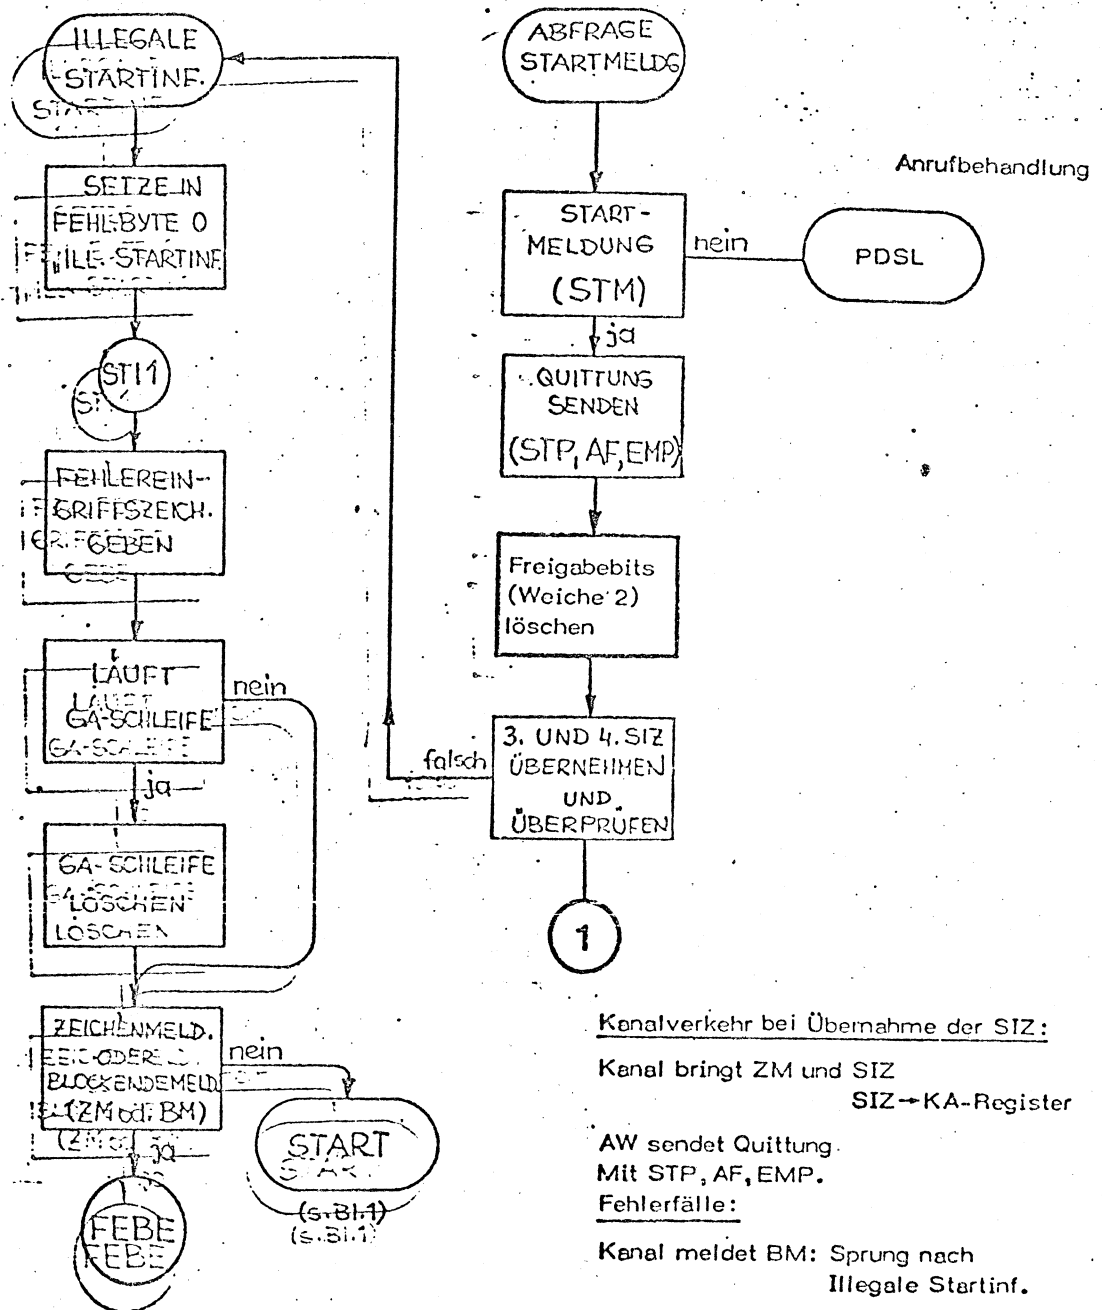 ILLEGALE
STARTINF.
SETZE IN
FEHL-BYTE 0
ILLE-STARTINF.
STI1
FEHLEREIN-
GRIFFSZEICH.
GEBEN
LÄUFT
GA-SCHLEIFE
nein
ja
GA-SCHLEIFE
LÖSCHEN
ZEICHENMELD.
ODER
BLOCKENDEMELD
(ZM od. BM)
nein
ja
START
(s.Bl.1)
FEBE
ABFRAGE
STARTMELDG
Anrufbehandlung
START-
MELDUNG
(STM)
nein
PDSL
ja
QUITTUNG
SENDEN
(STP, AF, EMP)
Freigabebits
(Weiche 2)
löschen
3. UND 4. SIZ
ÜBERNEHMEN
UND
ÜBERPRÜFEN
falsch
1
Kanalverkehr bei Übernahme der SIZ:
Kanal bringt ZM und SIZ
SIZ→KA-Register
AW sendet Quittung
Mit STP, AF, EMP.
Fehlerfälle:
Kanal meldet BM: Sprung nach
Illegale Startinf.